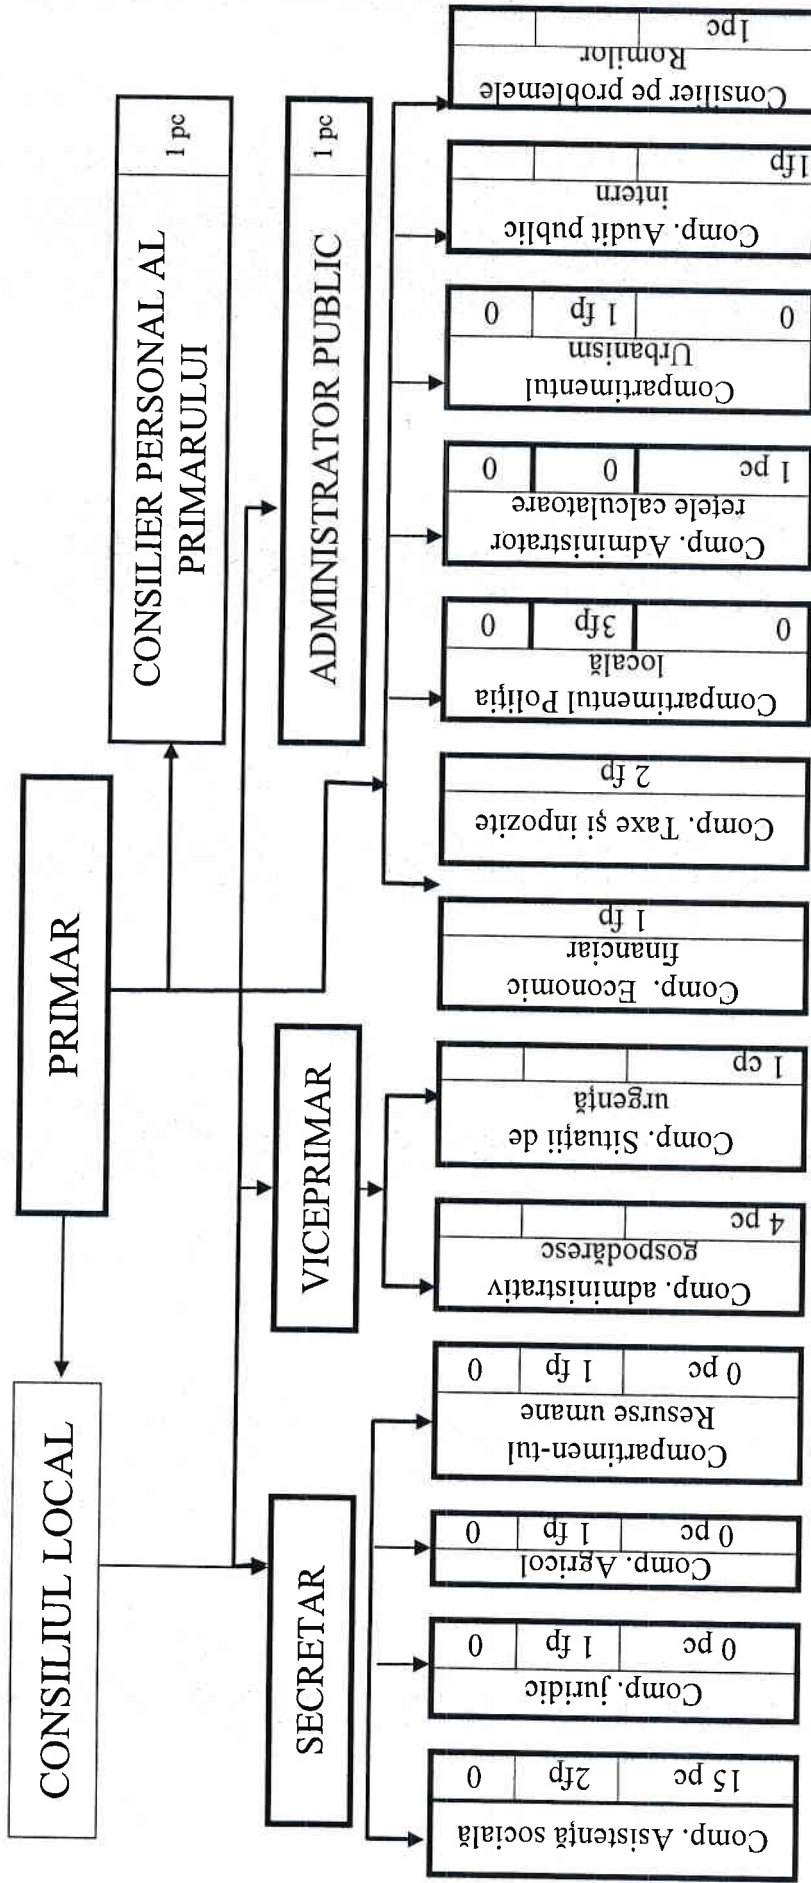 PRIMAR
CONSILIUL LOCAL
CONSILIER PERSONAL AL
PRIMARULUI
1 pc
SECRETAR
VICEPRIMAR
ADMINISTRATOR PUBLIC
1 pc
Comp. Asistență socială
15 pc 2fp 0
Comp. juridic
0 pc 1 fp 0
Comp. Agricol
0 pc 1 fp 0
Compartimen-tul
Resurse umane
0 pc 1 fp 0
Comp. administrativ
gospodăresc
4 pc
Comp. Situații de
urgență
1 cp
Comp. Economic
financiar
1 fp
Comp. Taxe și inpozite
2 fp
Compartimentul Poliția
locală
0 3fp 0
Comp. Administrator
rețele calculatoare
1 pc 0 0
Compartimentul
Urbanism
0 1 fp 0
Comp. Audit public
intern
1fp
Consilier pe problemele
Romilor
1pc